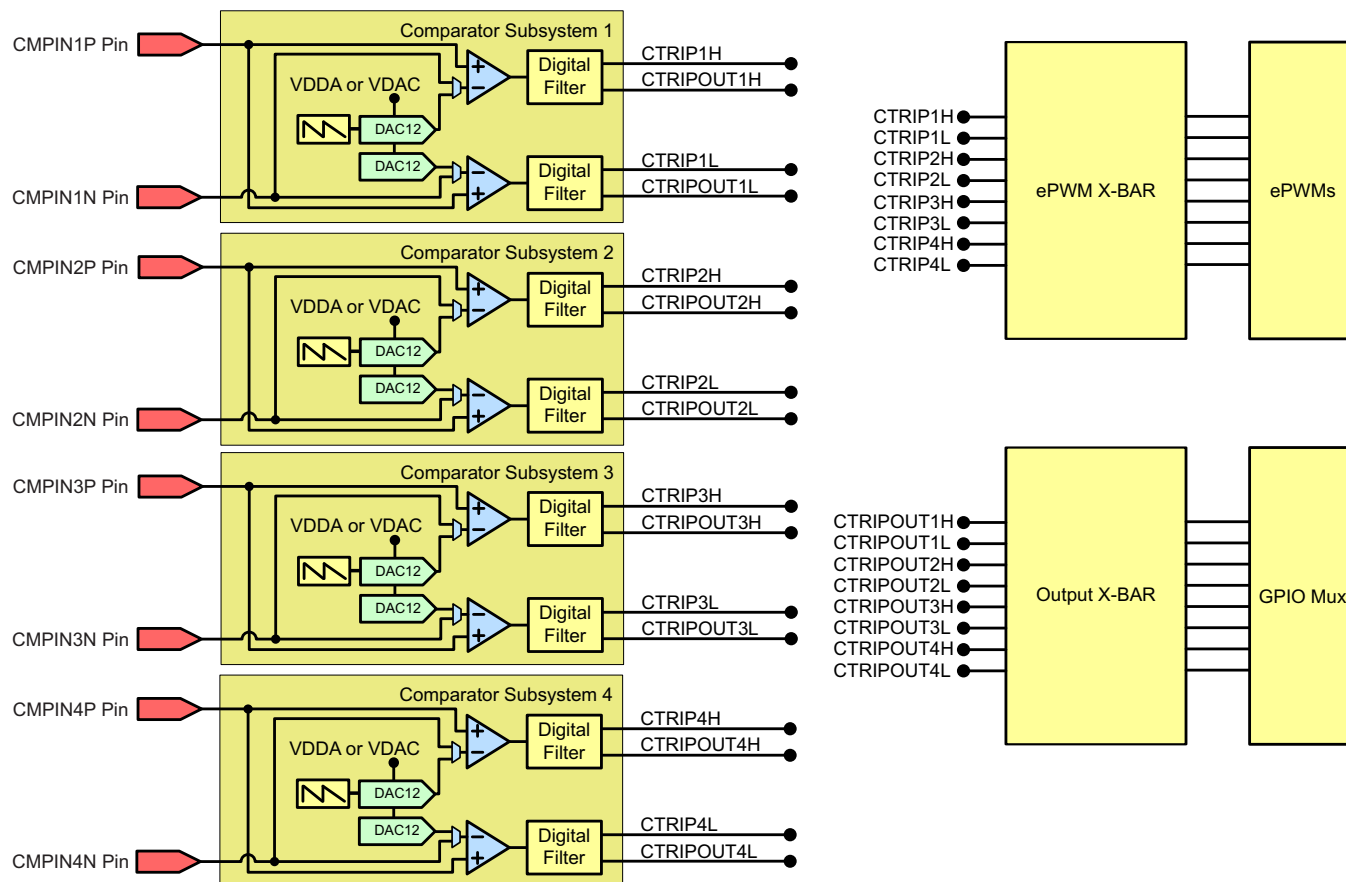 Comparator Subsystem 1
CMPIN1P Pin
VDDA or VDAC
DAC12
DAC12
+
−
−
+
Digital
Filter
Digital
Filter
CTRIP1H
CTRIPOUT1H
CTRIP1L
CTRIPOUT1L
CMPIN1N Pin
Comparator Subsystem 2
CMPIN2P Pin
VDDA or VDAC
DAC12
DAC12
+
−
−
+
Digital
Filter
Digital
Filter
CTRIP2H
CTRIPOUT2H
CTRIP2L
CTRIPOUT2L
CMPIN2N Pin
Comparator Subsystem 3
CMPIN3P Pin
VDDA or VDAC
DAC12
DAC12
+
−
−
+
Digital
Filter
Digital
Filter
CTRIP3H
CTRIPOUT3H
CTRIP3L
CTRIPOUT3L
CMPIN3N Pin
Comparator Subsystem 4
CMPIN4P Pin
VDDA or VDAC
DAC12
DAC12
+
−
−
+
Digital
Filter
Digital
Filter
CTRIP4H
CTRIPOUT4H
CTRIP4L
CTRIPOUT4L
CMPIN4N Pin
CTRIP1H
CTRIP1L
CTRIP2H
CTRIP2L
CTRIP3H
CTRIP3L
CTRIP4H
CTRIP4L
ePWM X-BAR
ePWMs
CTRIPOUT1H
CTRIPOUT1L
CTRIPOUT2H
CTRIPOUT2L
CTRIPOUT3H
CTRIPOUT3L
CTRIPOUT4H
CTRIPOUT4L
Output X-BAR
GPIO Mux